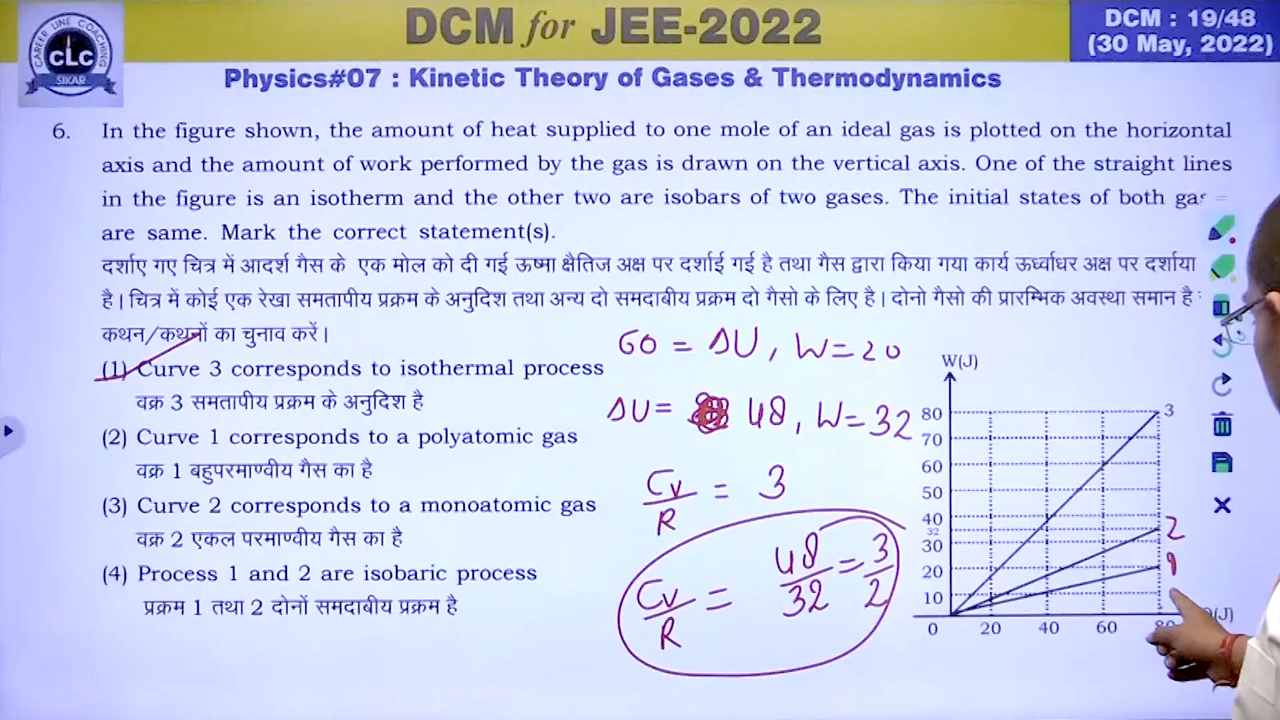 CAREER LINE COACHING
CLC
SIKAR
DCM for JEE-2022
DCM : 19/48
(30 May, 2022)
Physics#07 : Kinetic Theory of Gases & Thermodynamics
6. In the figure shown, the amount of heat supplied to one mole of an ideal gas is plotted on the horizontal
axis and the amount of work performed by the gas is drawn on the vertical axis. One of the straight lines
in the figure is an isotherm and the other two are isobars of two gases. The initial states of both
are same. Mark the correct statement(s).
दर्शाए गए चित्र में आदर्श गैस के एक मोल को दी गई ऊष्मा क्षैतिज अक्ष पर दर्शाई गई है तथा गैस द्वारा किया गया कार्य ऊर्ध्वाधर अक्ष पर दर्शाया
है। चित्र में कोई एक रेखा समतापीय प्रक्रम के अनुदिश तथा अन्य दो समदाबीय प्रक्रम दो गैसो के लिए है। दोनो गैसो की प्रारम्भिक अवस्था समान है
कथन/कथनों का चुनाव करें।
(1) Curve 3 corresponds to isothermal process
वक्र 3 समतापीय प्रक्रम के अनुदिश है
(2) Curve 1 corresponds to a polyatomic gas
वक्र 1 बहुपरमाण्वीय गैस का है
(3) Curve 2 corresponds to a monoatomic gas
वक्र 2 एकल परमाण्वीय गैस का है
(4) Process 1 and 2 are isobaric process
प्रक्रम 1 तथा 2 दोनों समदाबीय प्रक्रम है
60 = ΔU, W=20
ΔU= 48, W=32
Cv/R = 3
Cv/R = 48/32 = 3/2
W(J)
80
70
60
50
40
32
30
20
10
3
2
1
0 20 40 60 80
(J)